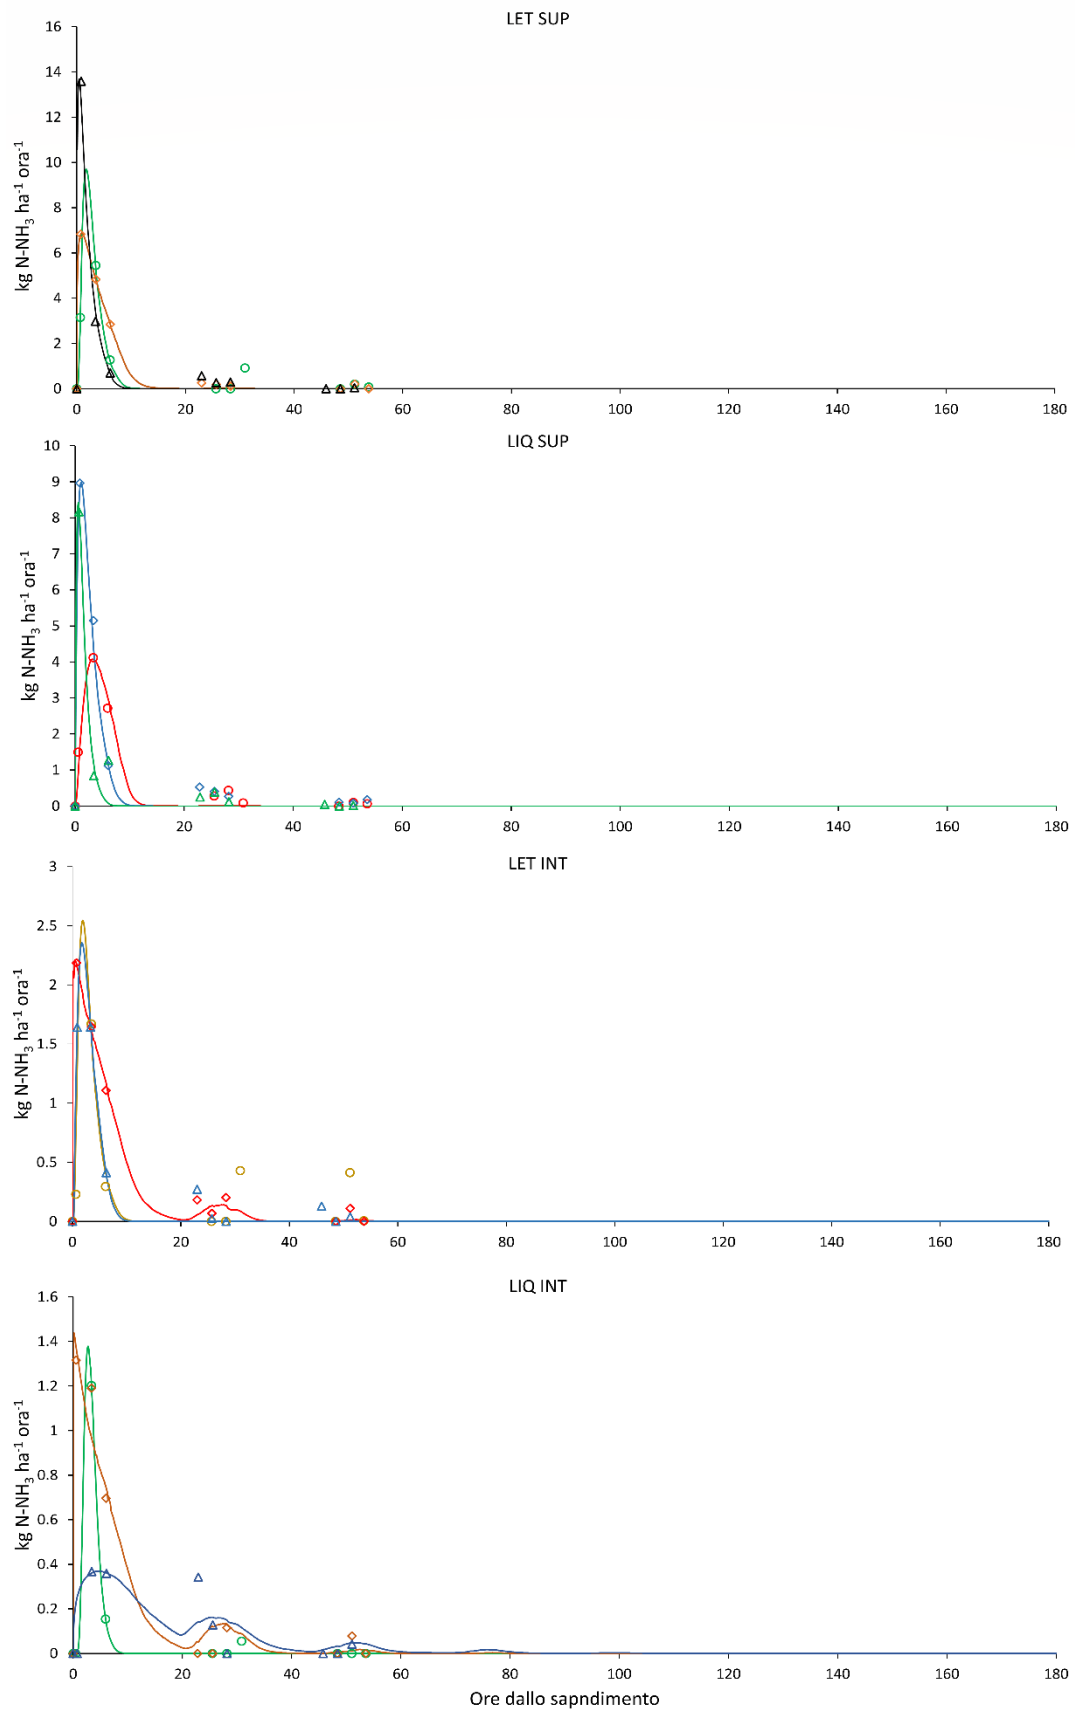 LET SUP
16
14
12
10
8
6
4
2
0
kg N-NH3 ha-1 ora-1
0 20 40 60 80 100 120 140 160 180
LIQ SUP
10
9
8
7
6
5
4
3
2
1
0
kg N-NH3 ha-1 ora-1
0 20 40 60 80 100 120 140 160 180
LET INT
3
2.5
2
1.5
1
0.5
0
kg N-NH3 ha-1 ora-1
0 20 40 60 80 100 120 140 160 180
LIQ INT
1.6
1.4
1.2
1
0.8
0.6
0.4
0.2
0
kg N-NH3 ha-1 ora-1
0 20 40 60 80 100 120 140 160 180
Ore dallo sapndimento